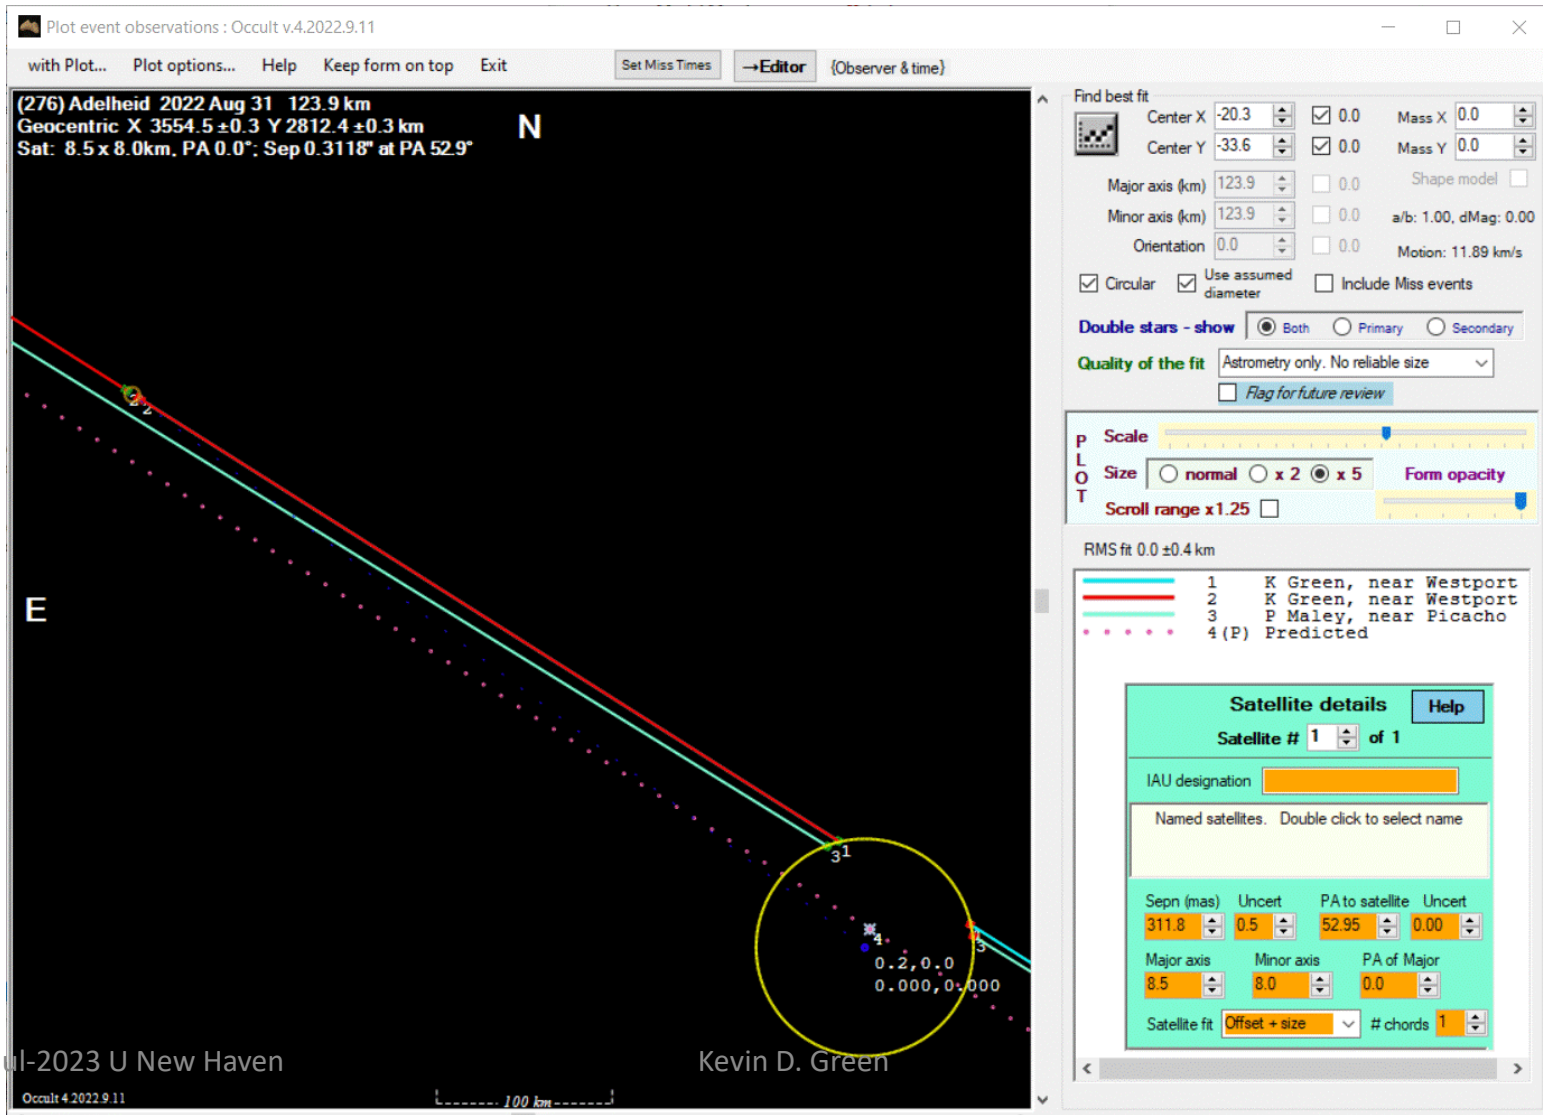 Plot event observations : Occult v.4.2022.9.11
with Plot... Plot options... Help Keep form on top Exit Set Miss Times →Editor {Observer & time}
(276) Adelheid 2022 Aug 31 123.9 km
Geocentric X 3554.5 ±0.3 Y 2812.4 ±0.3 km
Sat: 8.5 x 8.0km, PA 0.0°; Sep 0.3118" at PA 52.9°
N
E
2 2
3 1
4
3
0.2,0.0
0.000,0.000
ul-2023 U New Haven
Kevin D. Green
Occult 4.2022.9.11
100 km
Find best fit
Center X -20.3 0.0 Mass X 0.0
Center Y -33.6 0.0 Mass Y 0.0
Major axis (km) 123.9 0.0 Shape model
Minor axis (km) 123.9 0.0 a/b: 1.00, dMag: 0.00
Orientation 0.0 0.0 Motion: 11.89 km/s
Circular Use assumed diameter Include Miss events
Double stars - show Both Primary Secondary
Quality of the fit Astrometry only. No reliable size
Flag for future review
PLOT
Scale
Size normal x 2 x 5 Form opacity
Scroll range x1.25
RMS fit 0.0 ±0.4 km
1 K Green, near Westport
2 K Green, near Westport
3 P Maley, near Picacho
4(P) Predicted
Satellite details Help
Satellite # 1 of 1
IAU designation
Named satellites. Double click to select name
Sepn (mas) Uncert PA to satellite Uncert
311.8 0.5 52.95 0.00
Major axis Minor axis PA of Major
8.5 8.0 0.0
Satellite fit Offset + size # chords 1